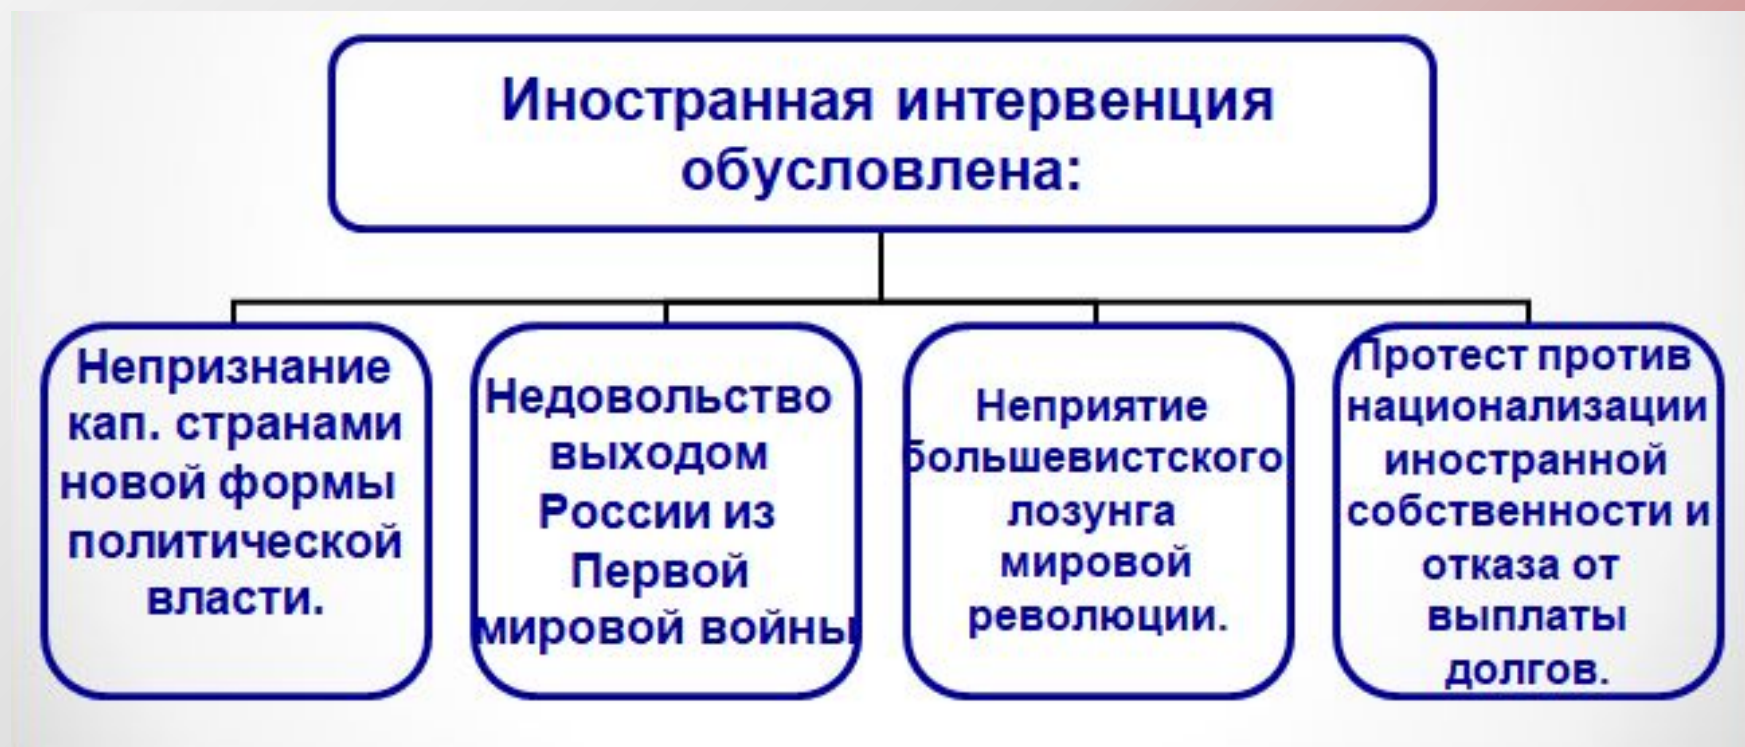 Иностранная интервенция
обусловлена:
Непризнание
кап. странами
новой формы
политической
власти.
Недовольство
выходом
России из
Первой
мировой войны
Неприятие
большевистского
лозунга
мировой
революции.
Протест против
национализации
иностранной
собственности и
отказа от
выплаты
долгов.